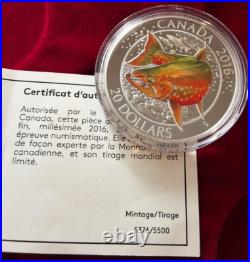 CANADA 2016
20 DOLLARS
Certificat d'aut
Autorisée par le
Canada, cette pièce
fin, millésimée 2016,
épreuve numismatique. Elle
de façon experte par la Monnaie
canadienne, et son tirage mondial est
limité.
Mintage/Tirage
5376/5500